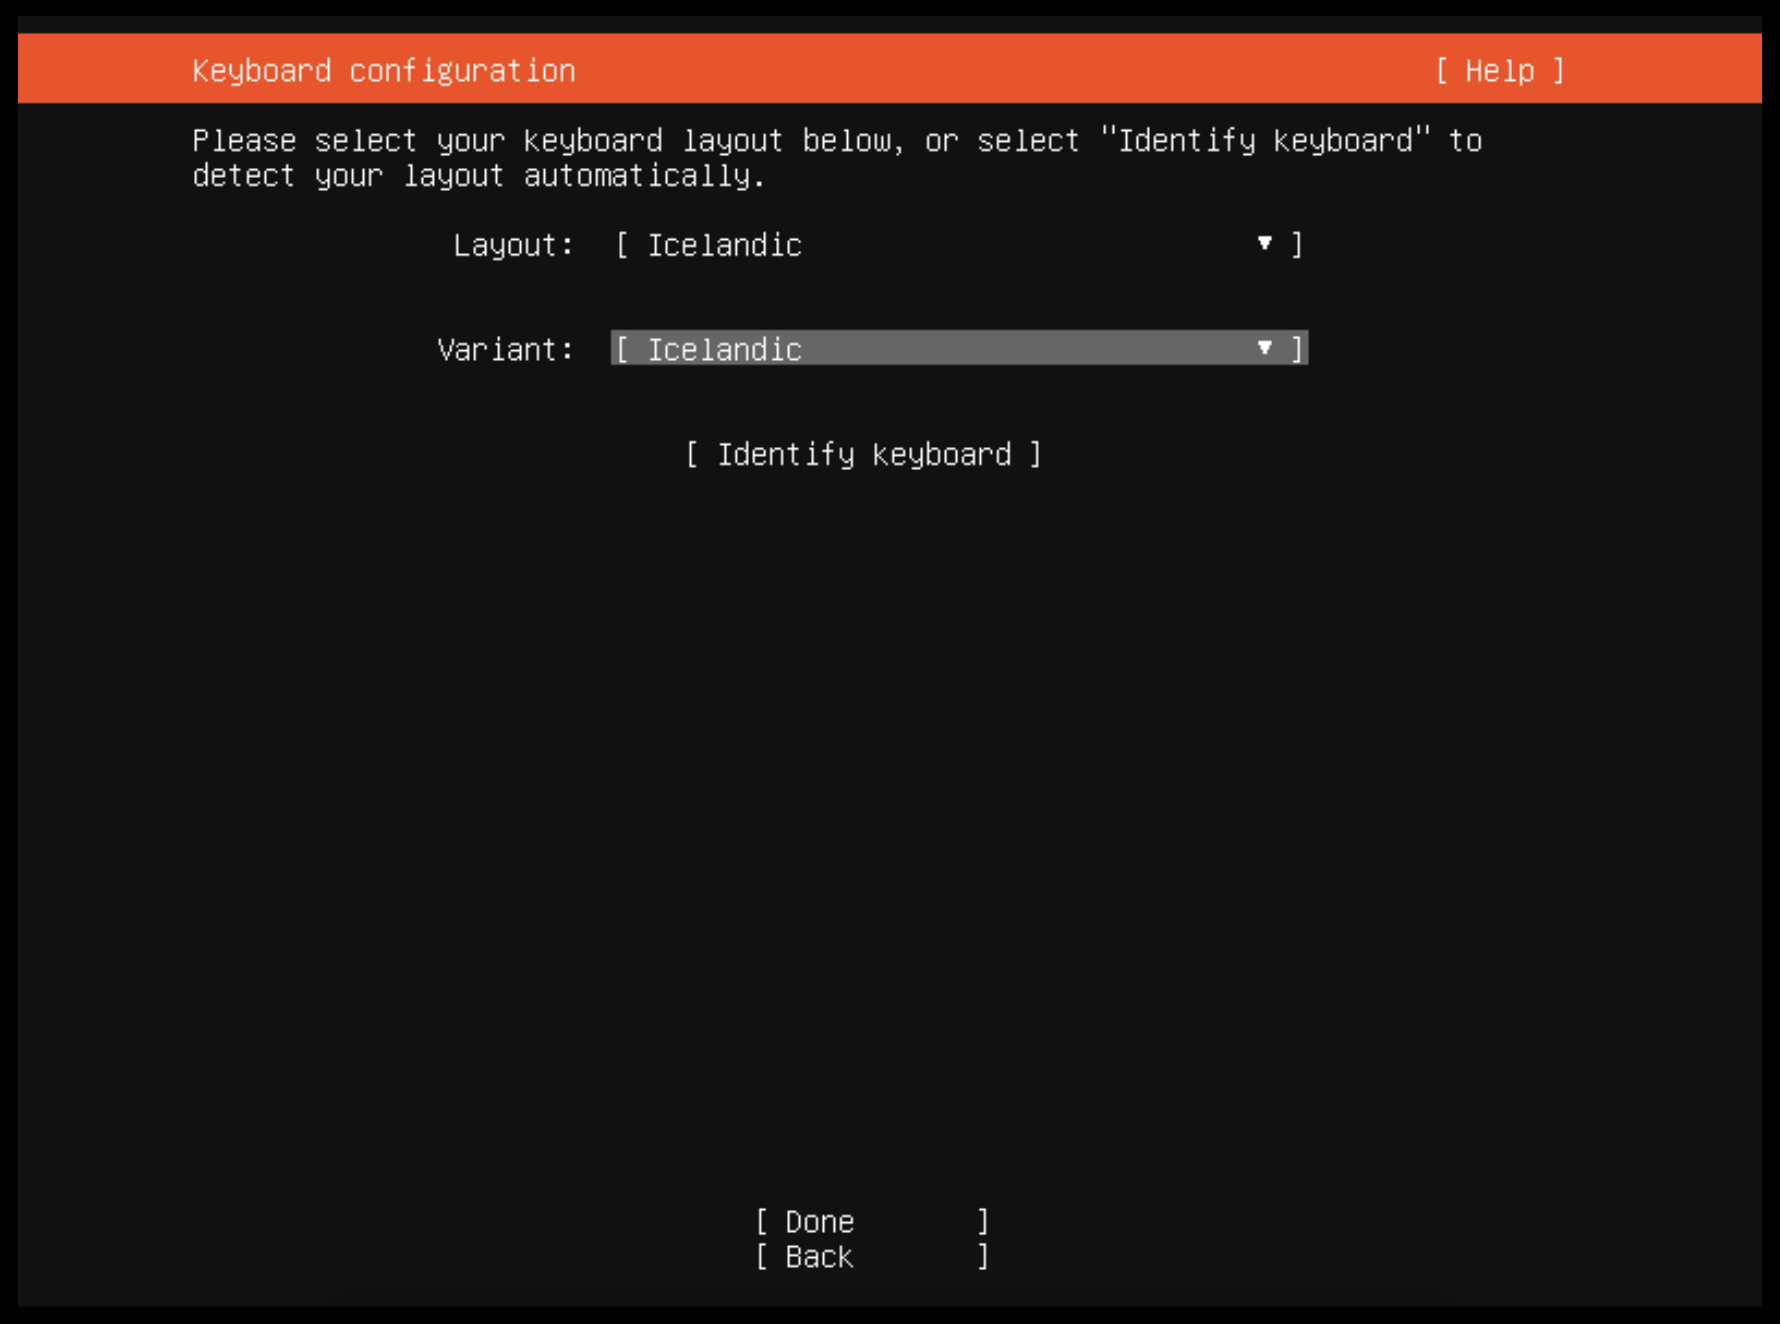 Keyboard configuration [ Help ]
Please select your keyboard layout below, or select "Identify keyboard" to
detect your layout automatically.
Layout: [ Icelandic ▾ ]
Variant: [ Icelandic ▾ ]
[ Identify keyboard ]
[ Done ]
[ Back ]